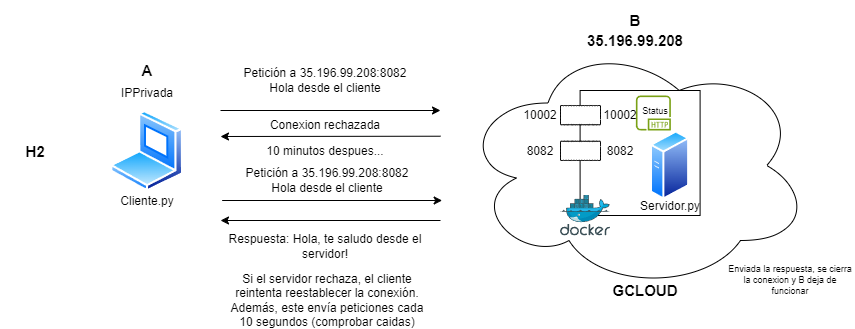 H2
A
IPPrivada
Cliente.py
Petición a 35.196.99.208:8082
Hola desde el cliente
Conexion rechazada
10 minutos despues...
Petición a 35.196.99.208:8082
Hola desde el cliente
Respuesta: Hola, te saludo desde el
servidor!
Si el servidor rechaza, el cliente
reintenta reestablecer la conexión.
Además, este envía peticiones cada
10 segundos (comprobar caidas)
B
35.196.99.208
10002
10002
Status
HTTP
8082
8082
Servidor.py
docker
GCLOUD
Enviada la respuesta, se cierra
la conexion y B deja de
funcionar